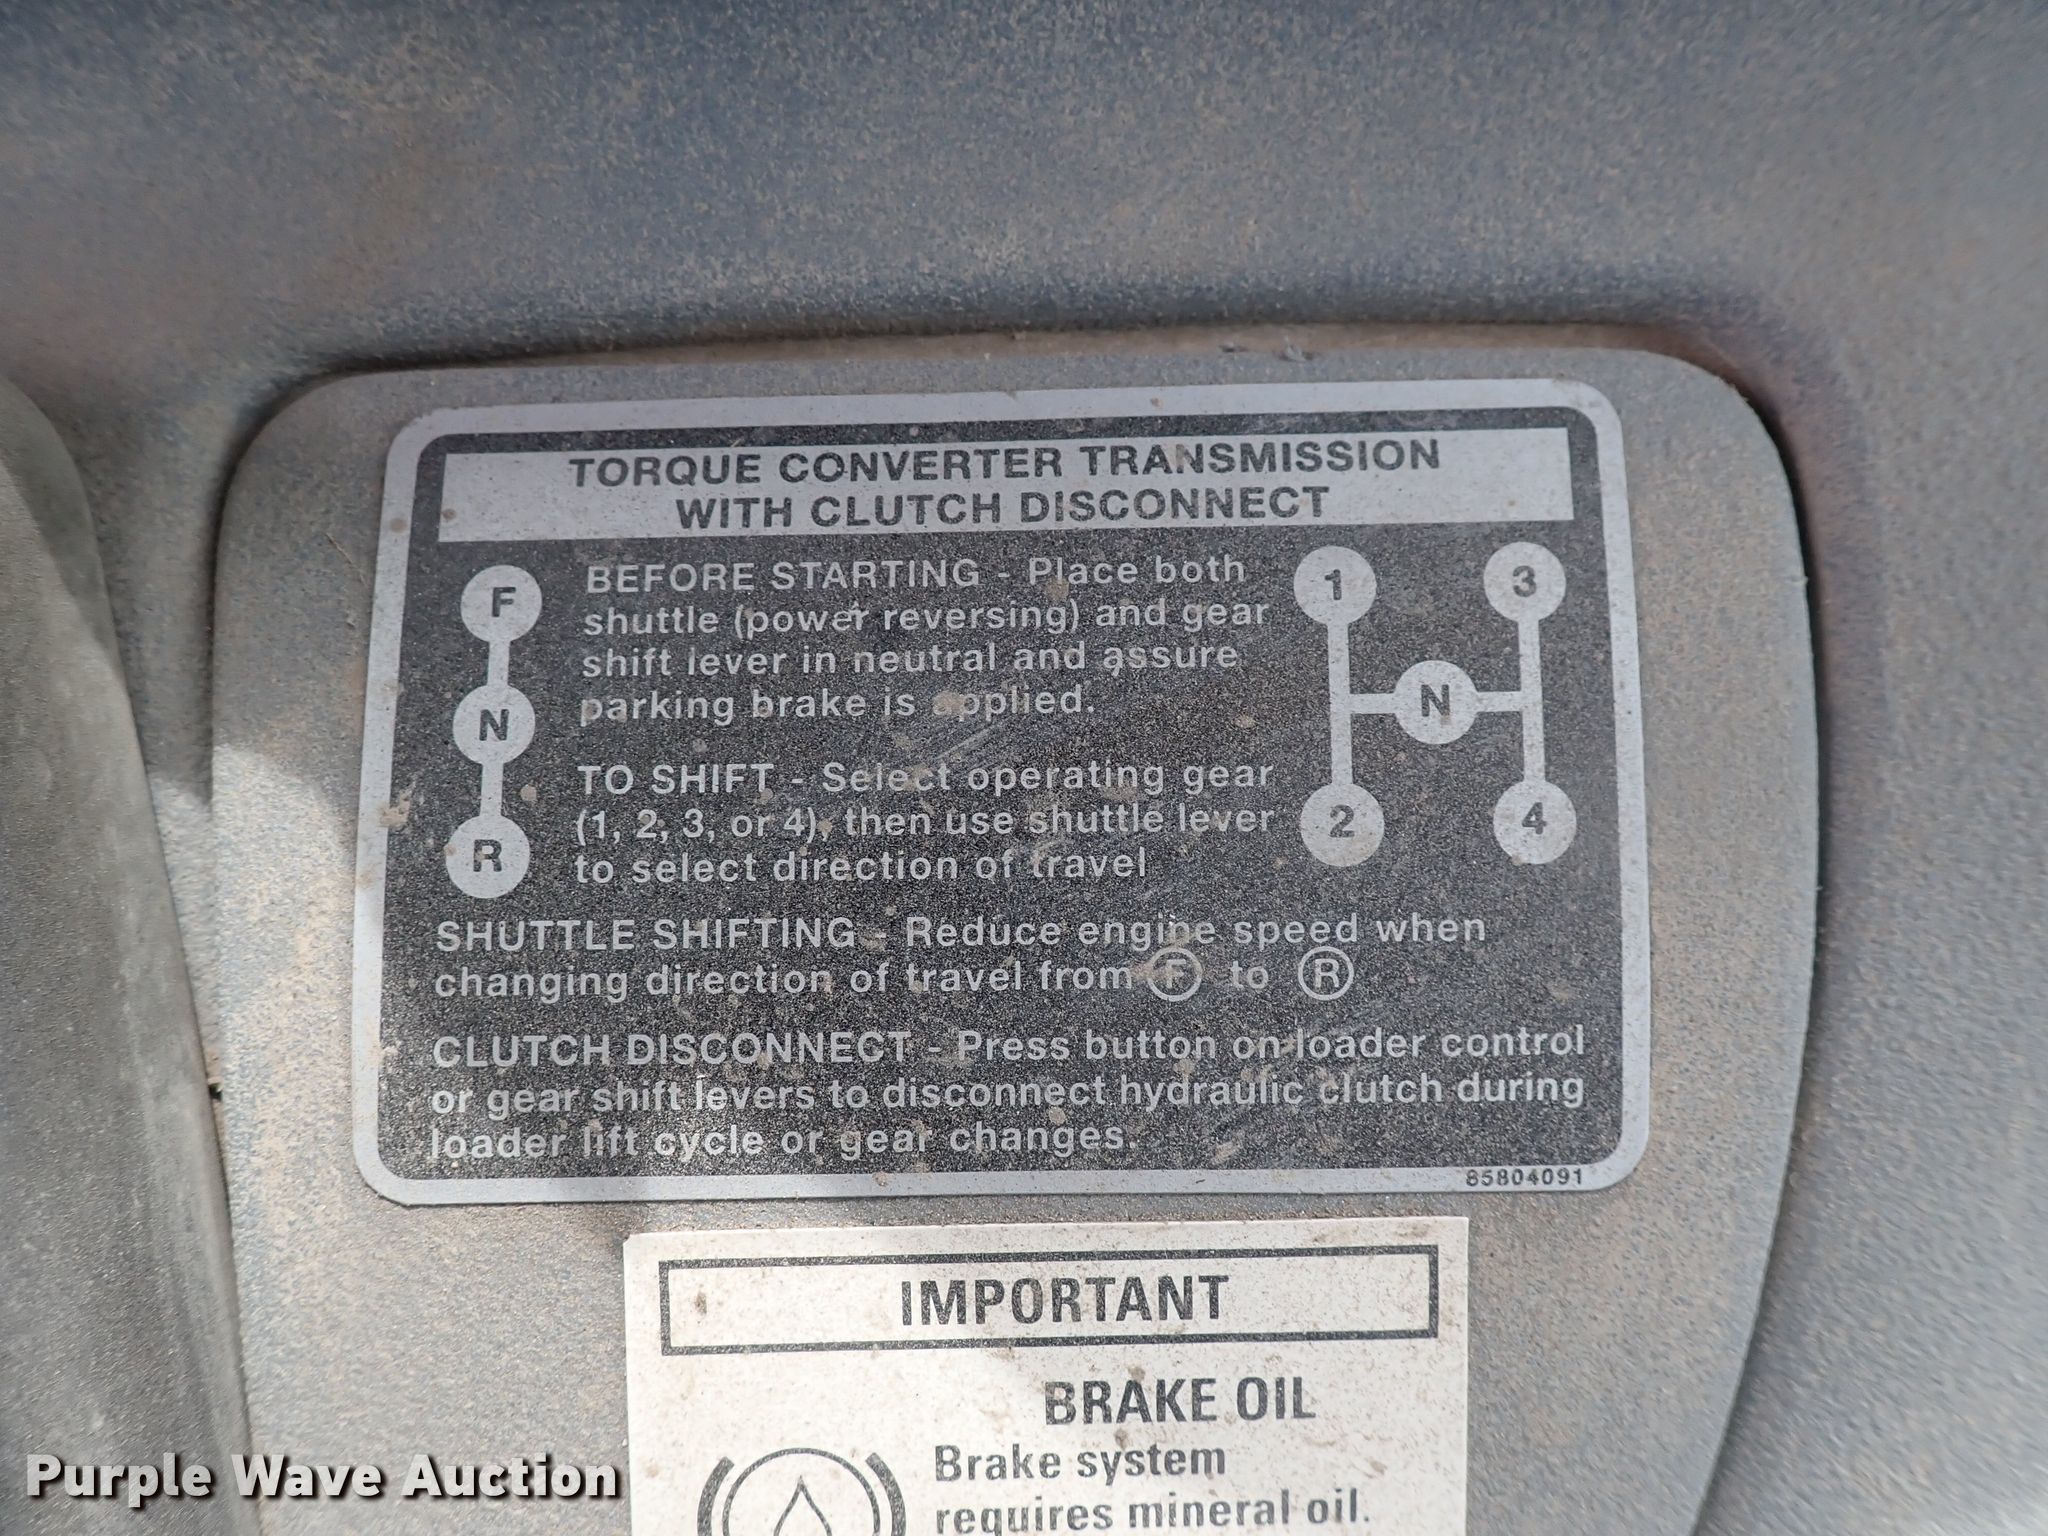 TORQUE CONVERTER TRANSMISSION
WITH CLUTCH DISCONNECT
F
N
R
BEFORE STARTING - Place both
shuttle (power reversing) and gear
shift lever in neutral and assure
parking brake is applied.
TO SHIFT - Select operating gear
(1, 2, 3, or 4), then use shuttle lever
to select direction of travel
1 3
N
2 4
SHUTTLE SHIFTING - Reduce engine speed when
changing direction of travel from F to R
CLUTCH DISCONNECT - Press button on loader control
or gear shift levers to disconnect hydraulic clutch during
loader lift cycle or gear changes.
85804091
IMPORTANT
BRAKE OIL
Brake system
requires mineral oil.
Purple Wave Auction